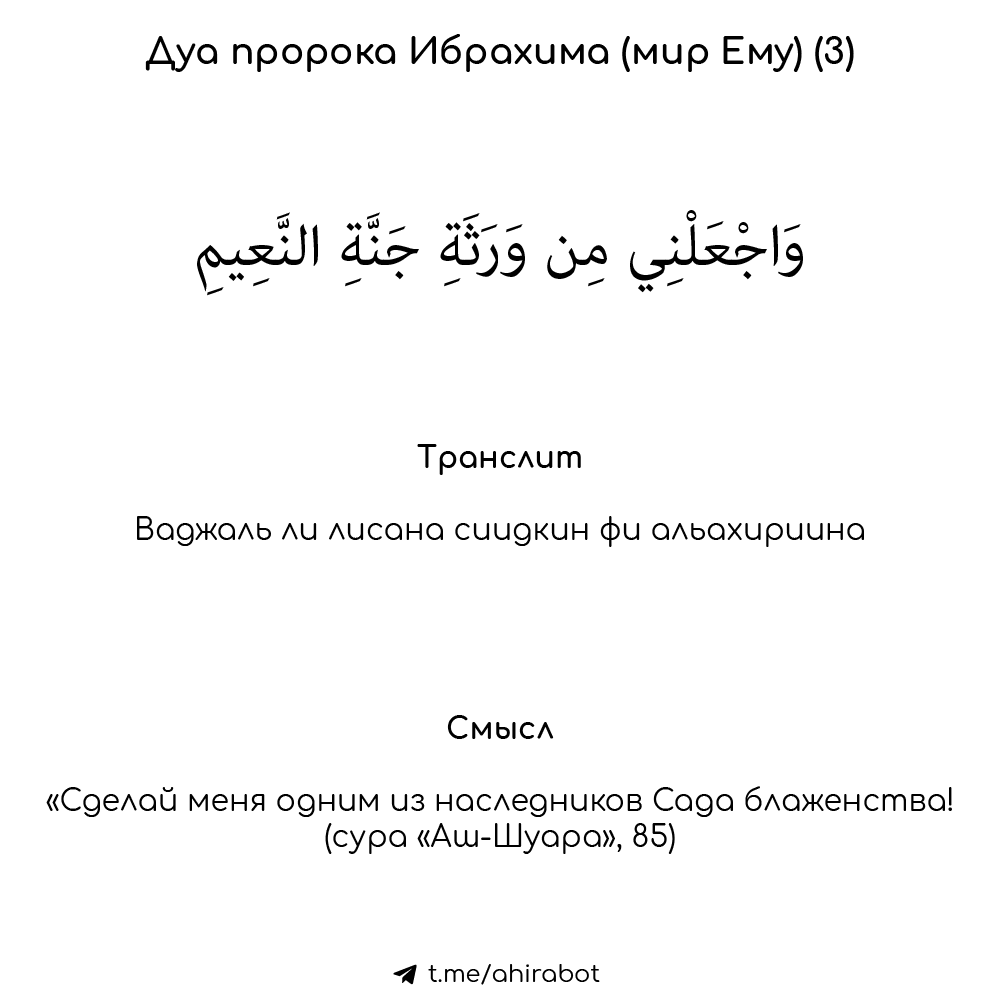 Дуа пророка Ибрахима (мир Ему) (3)
وَاجْعَلْنِي مِن وَرَثَةِ جَنَّةِ النَّعِيمِ
Транслит
Ваджаль ли лисана сиидкин фи альахириина
Смысл
«Сделай меня одним из наследников Сада блаженства!
(сура «Аш-Шуара», 85)
t.me/ahirabot